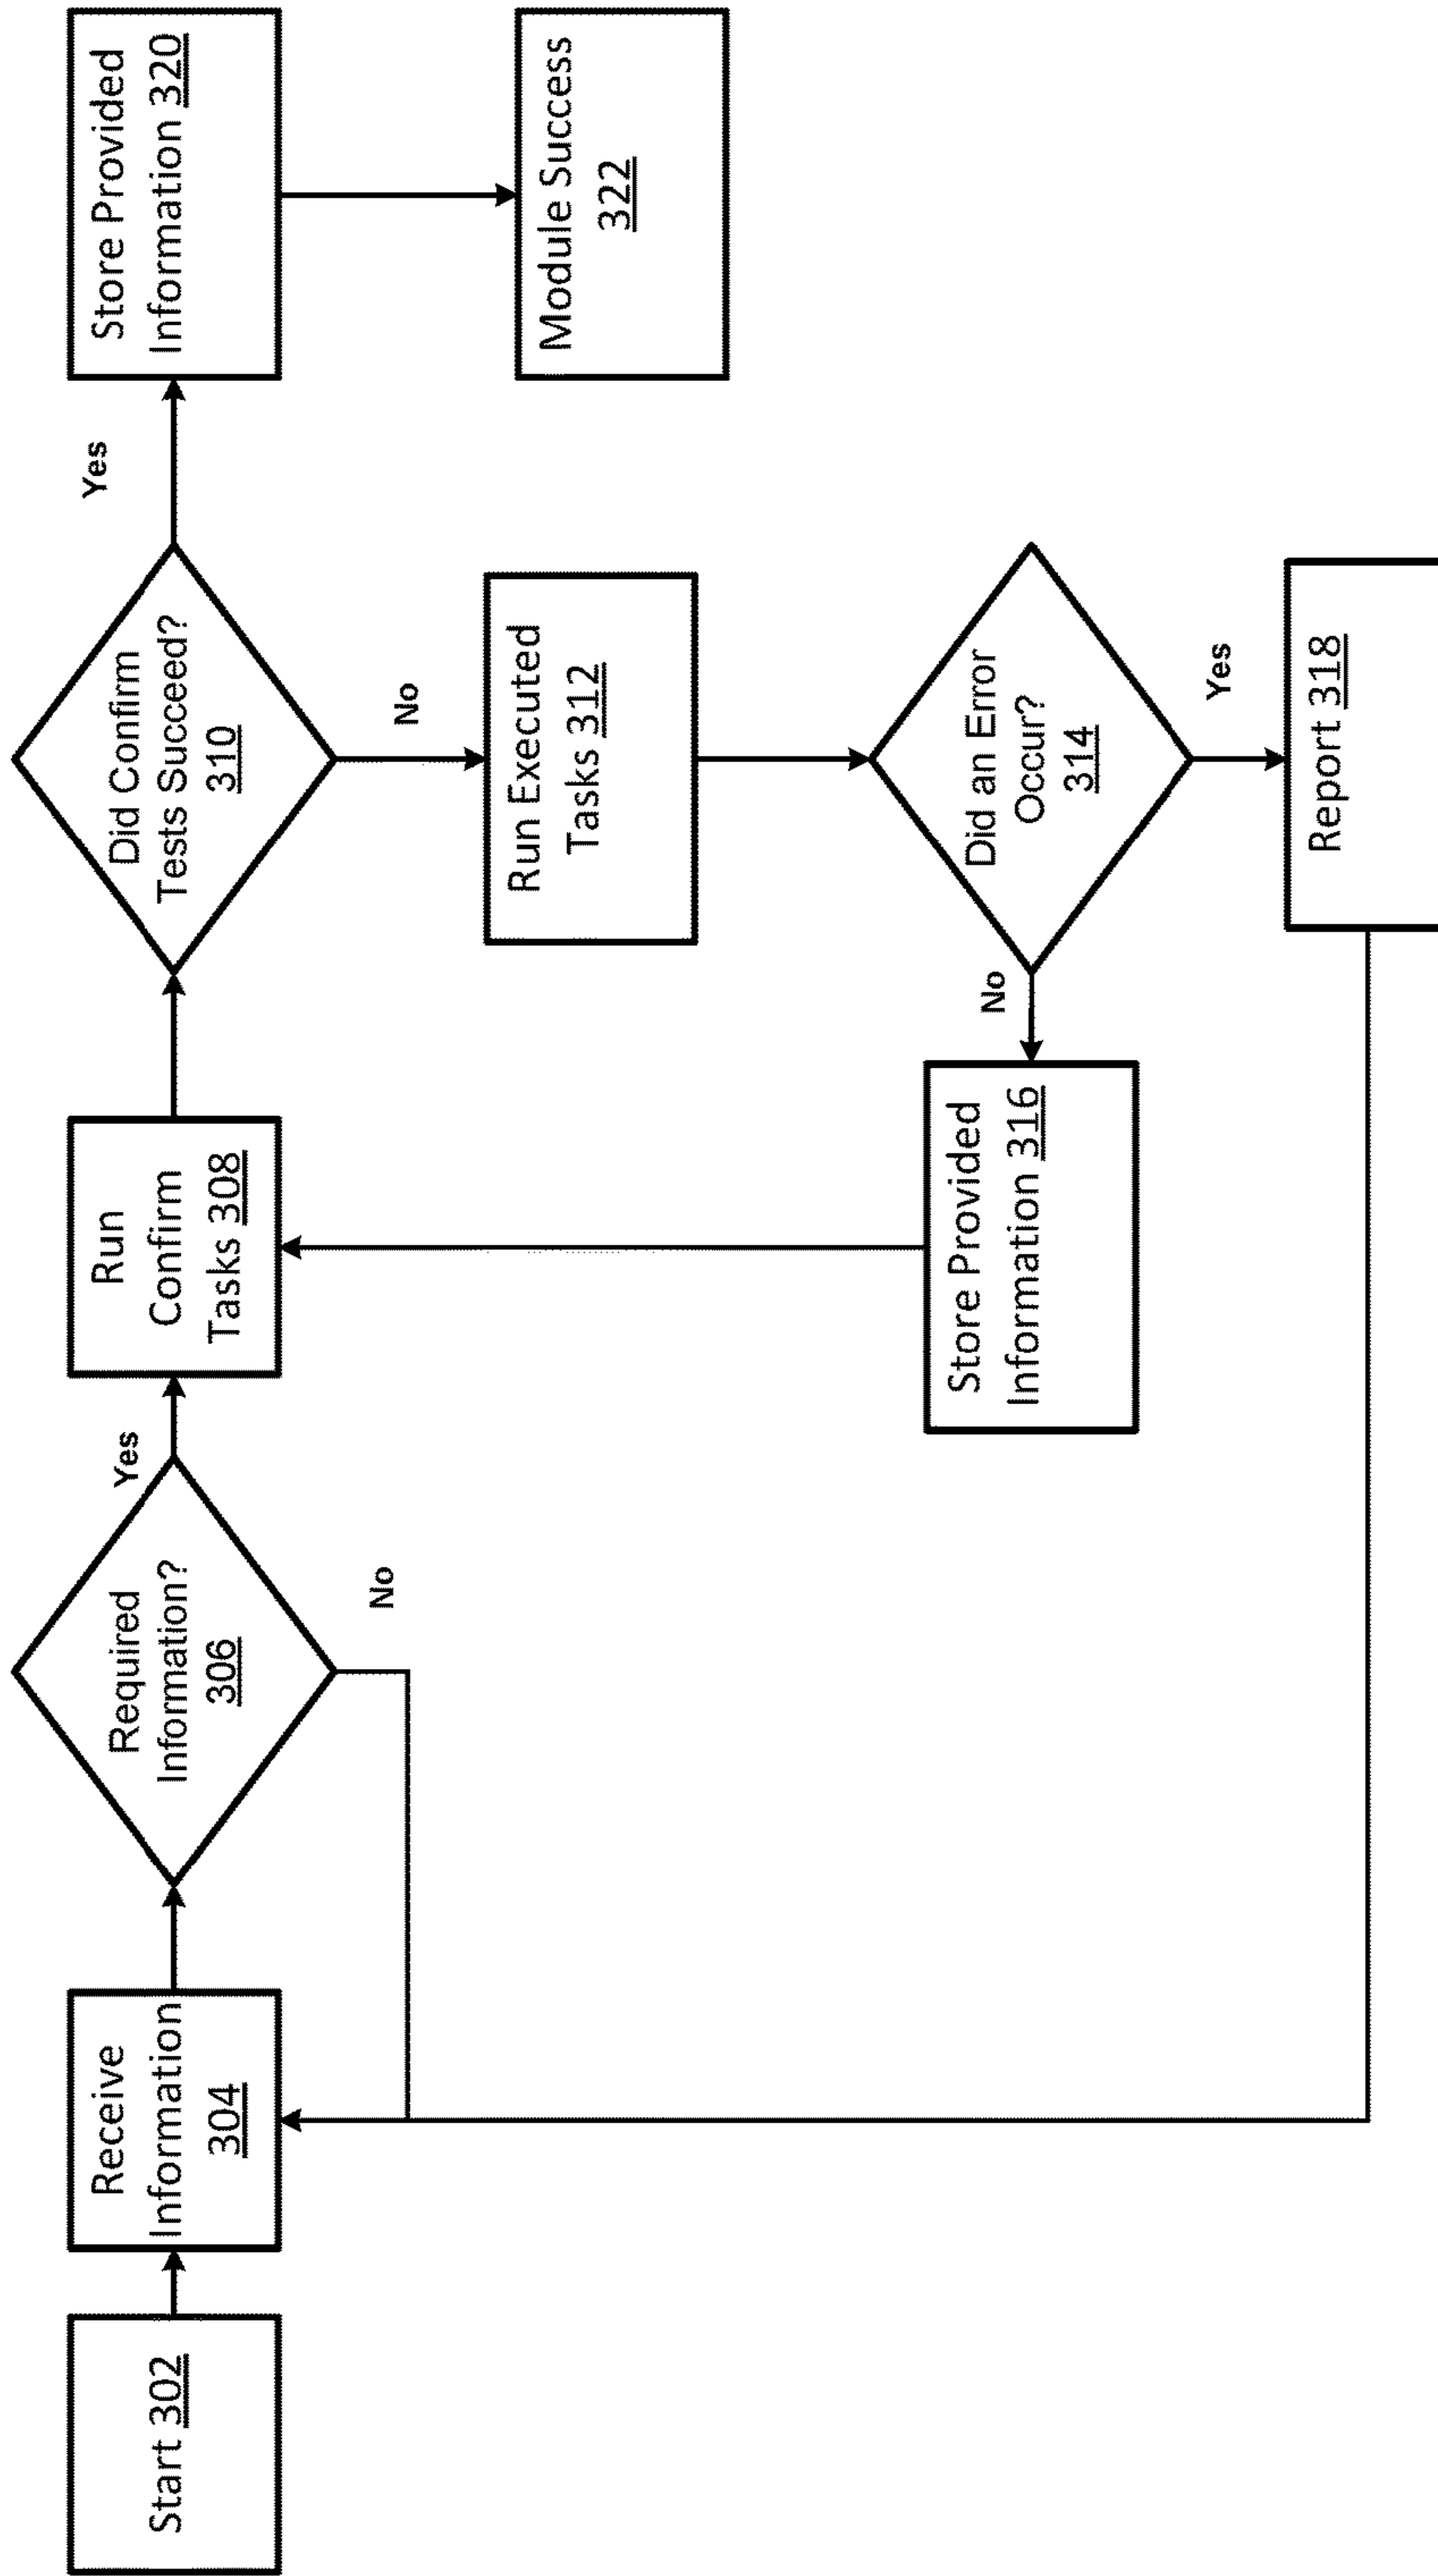 Start 302
Receive
Information
304
Required
Information?
306
Yes
No
Run
Confirm
Tasks 308
Did Confirm
Tests Succeed?
310
Yes
No
Store Provided
Information 320
Module Success
322
Run Executed
Tasks 312
Did an Error
Occur?
314
No
Yes
Store Provided
Information 316
Report 318